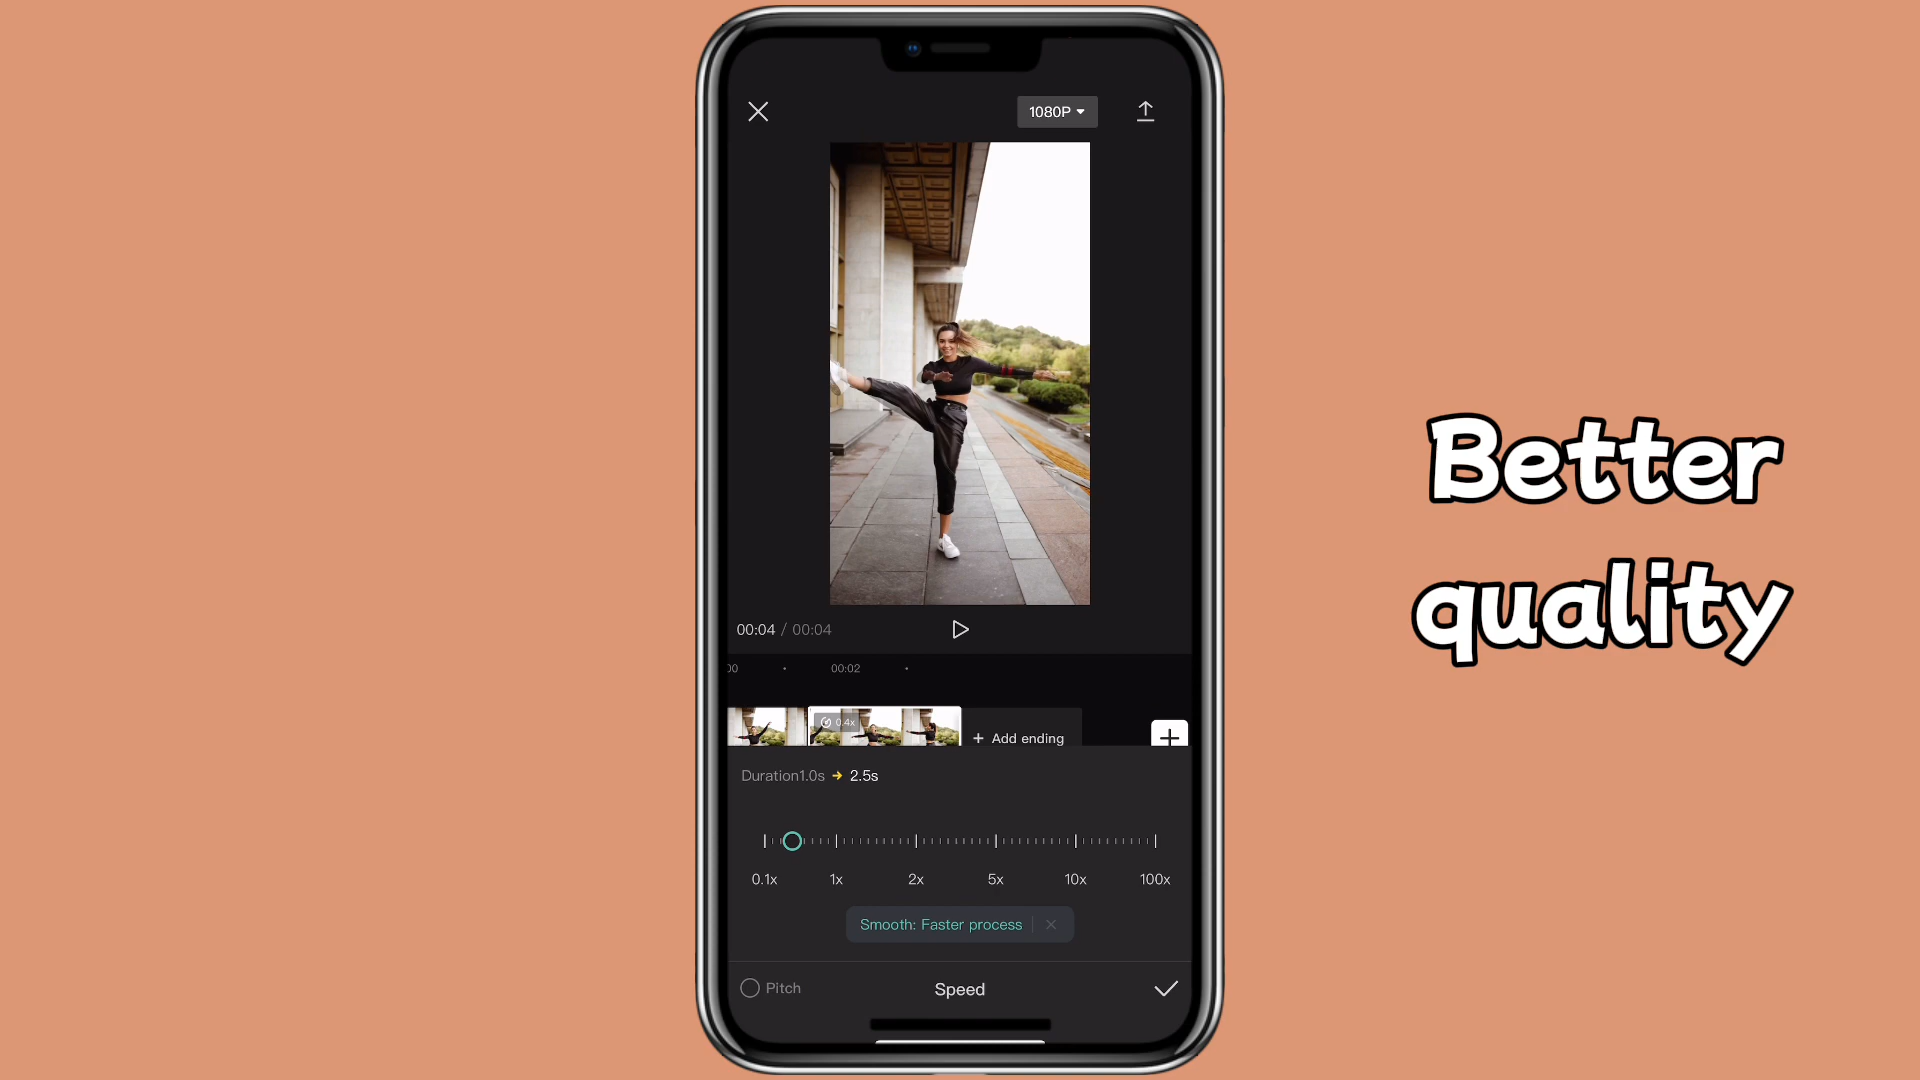 1080P
00:04 / 00:04
00 00:02
0.4x
+ Add ending
Duration1.0s → 2.5s
0.1x 1x 2x 5x 10x 100x
Smooth: Faster process
Pitch Speed
Better
quality